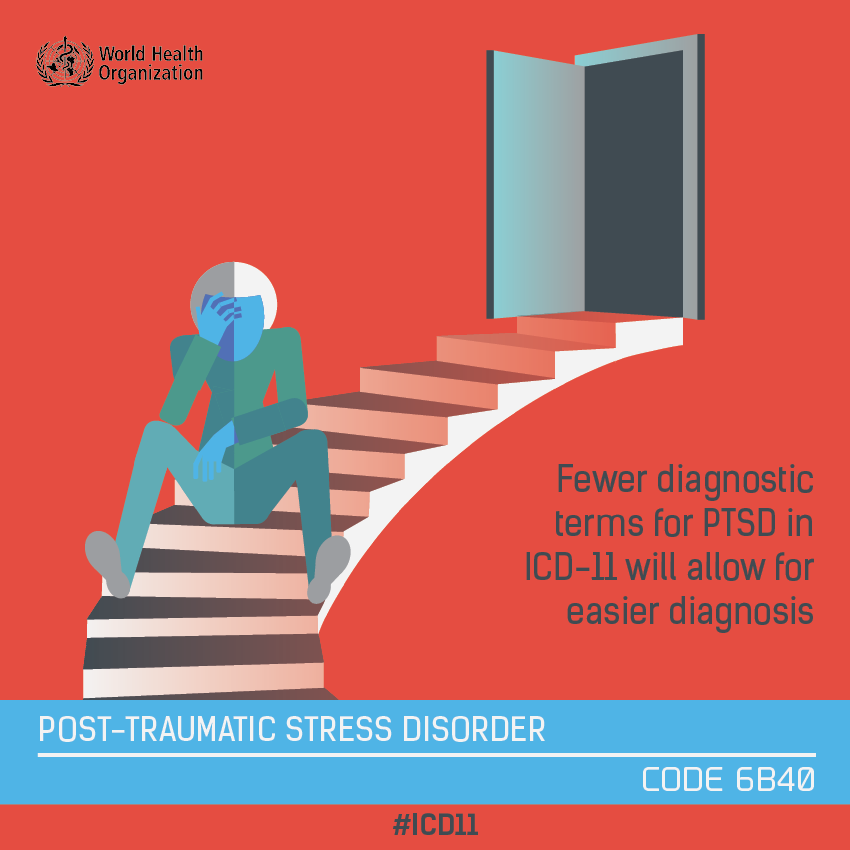 World Health
Organization
Fewer diagnostic
terms for PTSD in
ICD-11 will allow for
easier diagnosis
POST-TRAUMATIC STRESS DISORDER
CODE 6B40
#ICD11